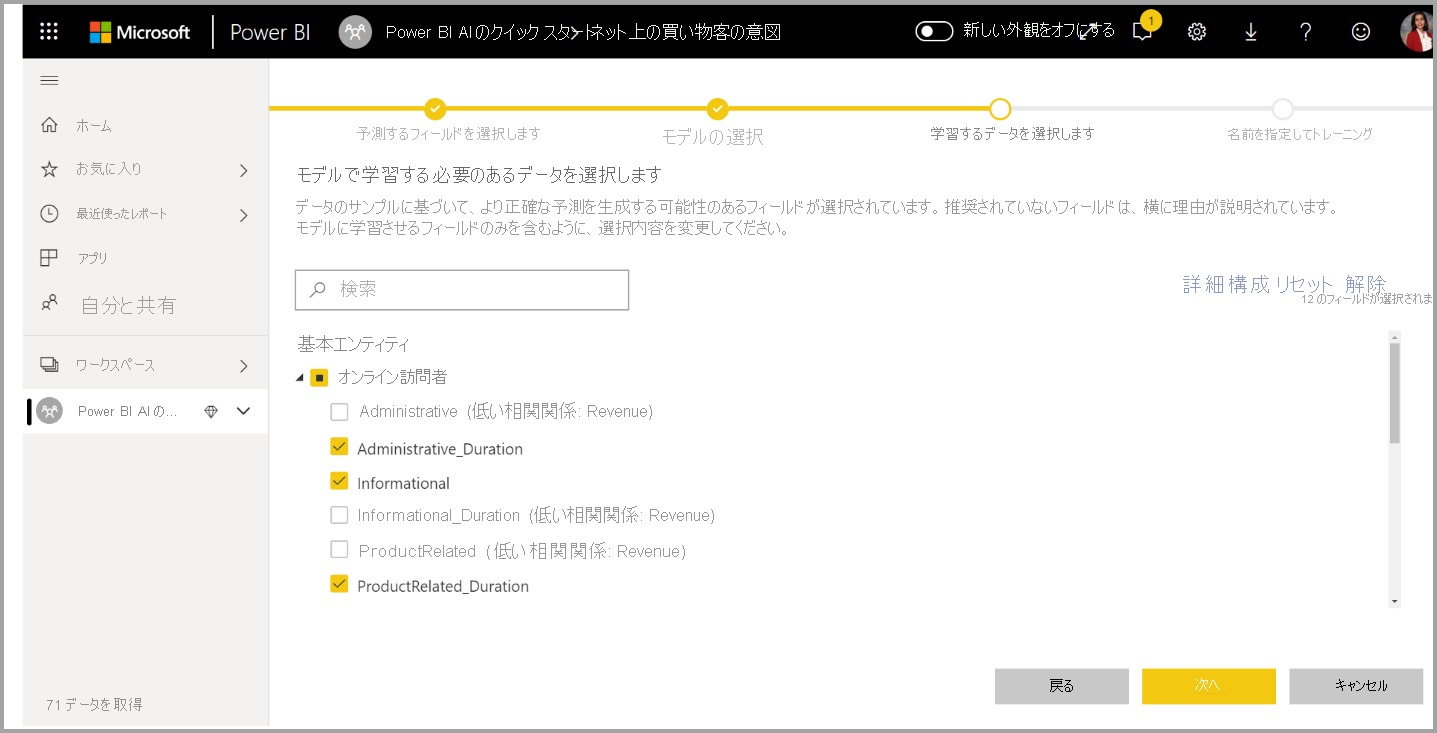 Microsoft Power BI Power BI AIのクイック スタート ネット上の買い物客の意図 新しい外観をオフにする 1
ホーム
お気に入り
最近使ったレポート
アプリ
自分と共有
ワークスペース
Power BI AIの...
71データを取得
予測するフィールドを選択します モデルの選択 学習するデータを選択します 名前を指定してトレーニング
モデルで学習する必要のあるデータを選択します
データのサンプルに基づいて、より正確な予測を生成する可能性のあるフィールドが選択されています。推奨されていないフィールドは、横に理由が説明されています。
モデルに学習させるフィールドのみを含むように、選択内容を変更してください。
検索
詳細構成 リセット 解除
12 のフィールドが選択されま
基本エンティティ
オンライン訪問者
Administrative (低い相関関係: Revenue)
Administrative_Duration
Informational
Informational_Duration (低い相関関係: Revenue)
ProductRelated (低い相関関係: Revenue)
ProductRelated_Duration
戻る 次へ キャンセル